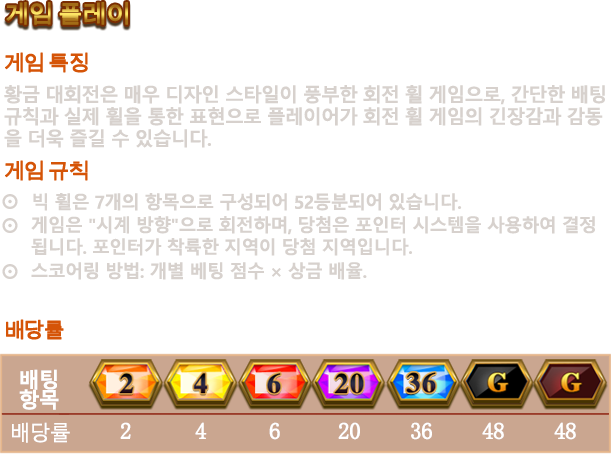 게임 플레이
게임 특징
황금 대회전은 매우 디자인 스타일이 풍부한 회전 휠 게임으로, 간단한 배팅
규칙과 실제 휠을 통한 표현으로 플레이어가 회전 휠 게임의 긴장감과 감동
을 더욱 즐길 수 있습니다.
게임 규칙
⊙ 빅 휠은 7개의 항목으로 구성되어 52등분되어 있습니다.
⊙ 게임은 "시계 방향"으로 회전하며, 당첨은 포인터 시스템을 사용하여 결정
됩니다. 포인터가 착륙한 지역이 당첨 지역입니다.
⊙ 스코어링 방법: 개별 베팅 점수 × 상금 배율.
배당률
배팅
항목 2 4 6 20 36 G G
배당률 2 4 6 20 36 48 48